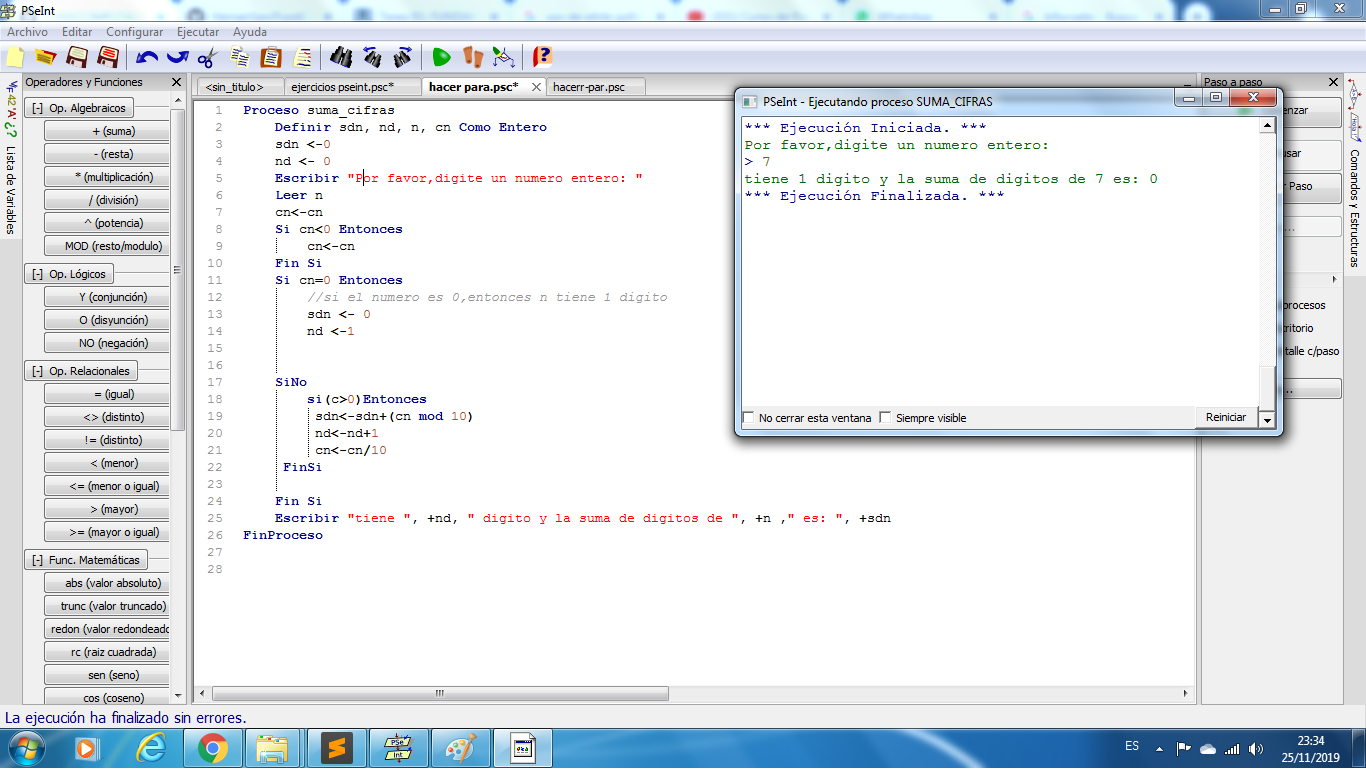 PSeInt
Archivo Editar Configurar Ejecutar Ayuda
Operadores y Funciones
42 'A' ¿?
Lista de Variables
[-] Op. Algebraicos
+ (suma)
- (resta)
* (multiplicación)
/ (división)
^ (potencia)
MOD (resto/modulo)
[-] Op. Lógicos
Y (conjunción)
O (disyunción)
NO (negación)
[-] Op. Relacionales
= (igual)
<> (distinto)
!= (distinto)
< (menor)
<= (menor o igual)
> (mayor)
>= (mayor o igual)
[-] Func. Matemáticas
abs (valor absoluto)
trunc (valor truncado)
redon (valor redondeado
rc (raiz cuadrada)
sen (seno)
cos (coseno)
<sin_titulo> ejercicios pseint.psc* hacer para.psc* hacerr-par.psc
1 Proceso suma_cifras
2 Definir sdn, nd, n, cn Como Entero
3 sdn <-0
4 nd <- 0
5 Escribir "Por favor,digite un numero entero: "
6 Leer n
7 cn<-cn
8 Si cn<0 Entonces
9 cn<-cn
10 Fin Si
11 Si cn=0 Entonces
12 //si el numero es 0,entonces n tiene 1 digito
13 sdn <- 0
14 nd <-1
15
16
17 SiNo
18 si(c>0)Entonces
19 sdn<-sdn+(cn mod 10)
20 nd<-nd+1
21 cn<-cn/10
22 FinSi
23
24 Fin Si
25 Escribir "tiene ", +nd, " digito y la suma de digitos de ", +n ," es: ", +sdn
26 FinProceso
27
28
PSeInt - Ejecutando proceso SUMA_CIFRAS
*** Ejecución Iniciada. ***
Por favor,digite un numero entero:
> 7
tiene 1 digito y la suma de digitos de 7 es: 0
*** Ejecución Finalizada. ***
No cerrar esta ventana Siempre visible Reiniciar
Paso a paso
enzar
usar
r Paso
...
procesos
ritorio
talle c/paso
..
Hola
Comandos y Estructuras
La ejecución ha finalizado sin errores.
PSe
Int
ES
23:34
25/11/2019